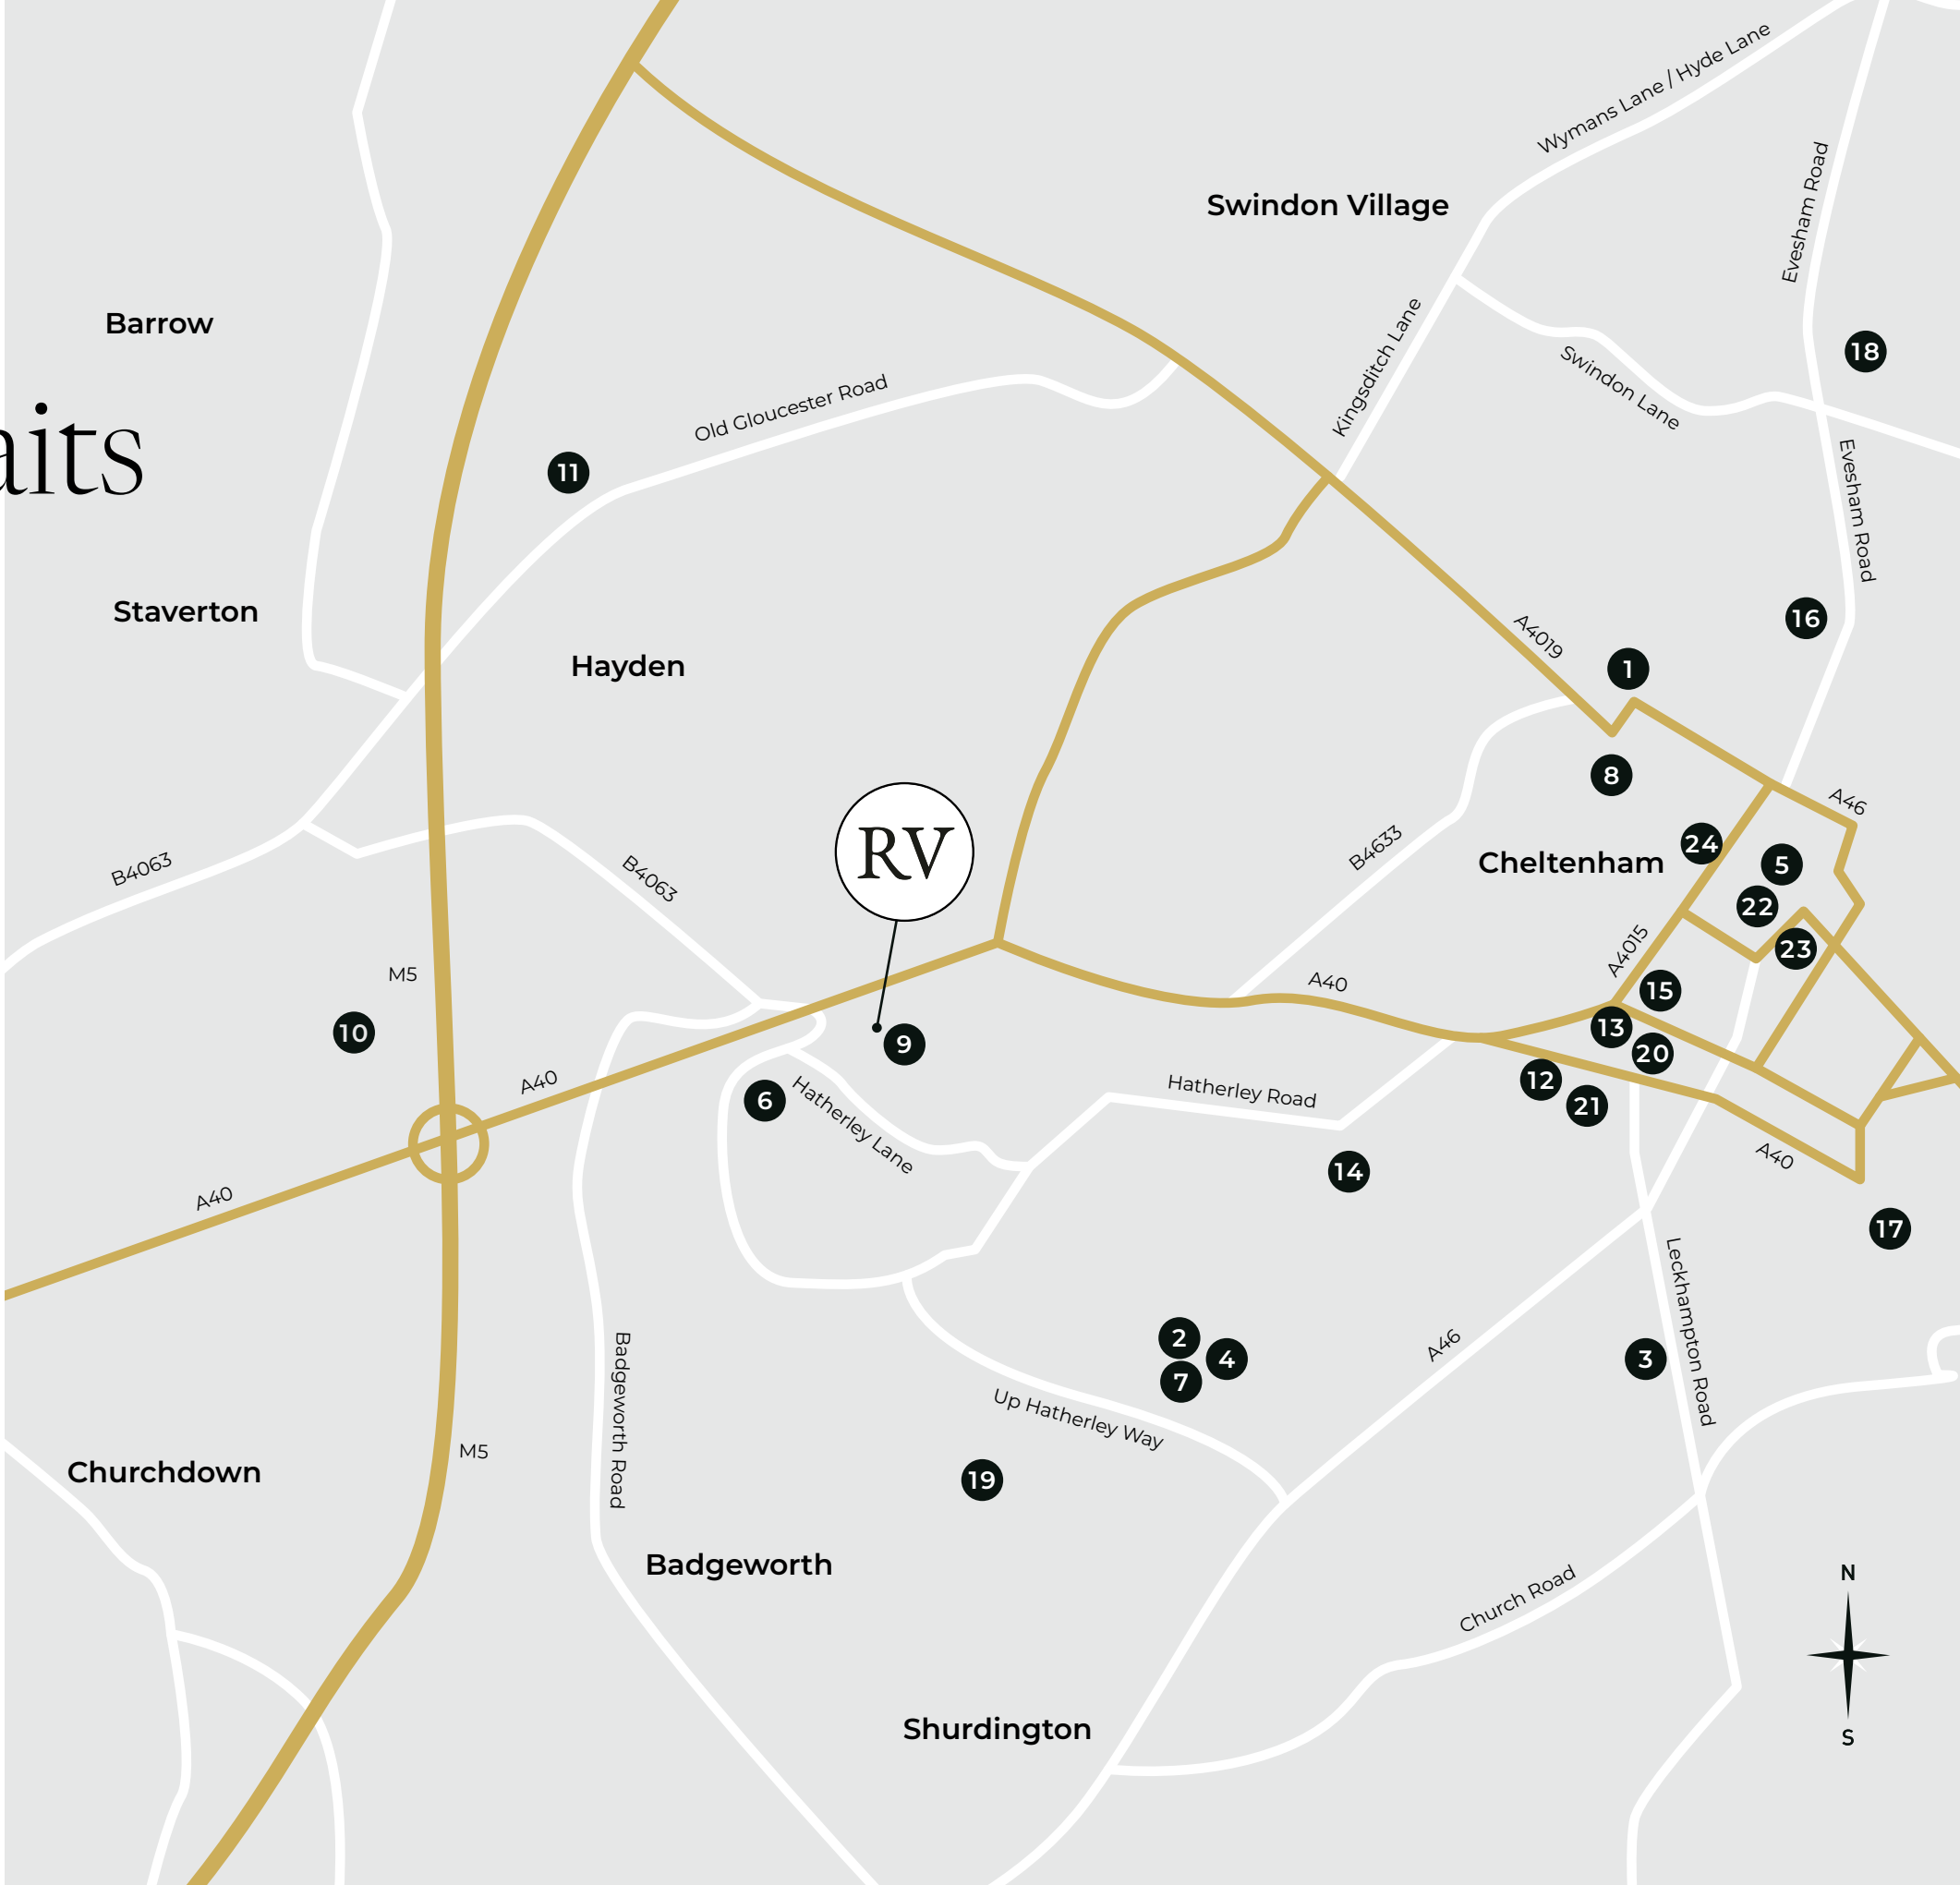 Wymans Lane / Hyde Lane
Evesham Road
Swindon Village
Barrow
Kingsditch Lane
Swindon Lane
18
Old Gloucester Road
aits
11
Evesham Road
Staverton
16
A4019
Hayden
1
8
A46
RV
B4633
24
Cheltenham
5
B4063
B4063
22
23
A4015
M5
A40
15
10
13
9
20
A40
12
Hatherley Road
6
21
Hatherley Lane
A40
14
A40
17
Leckhampton Road
2
A46
4
3
7
Badgeworth Road
Up Hatherley Way
M5
Churchdown
19
Badgeworth
N
Church Road
Shurdington
S